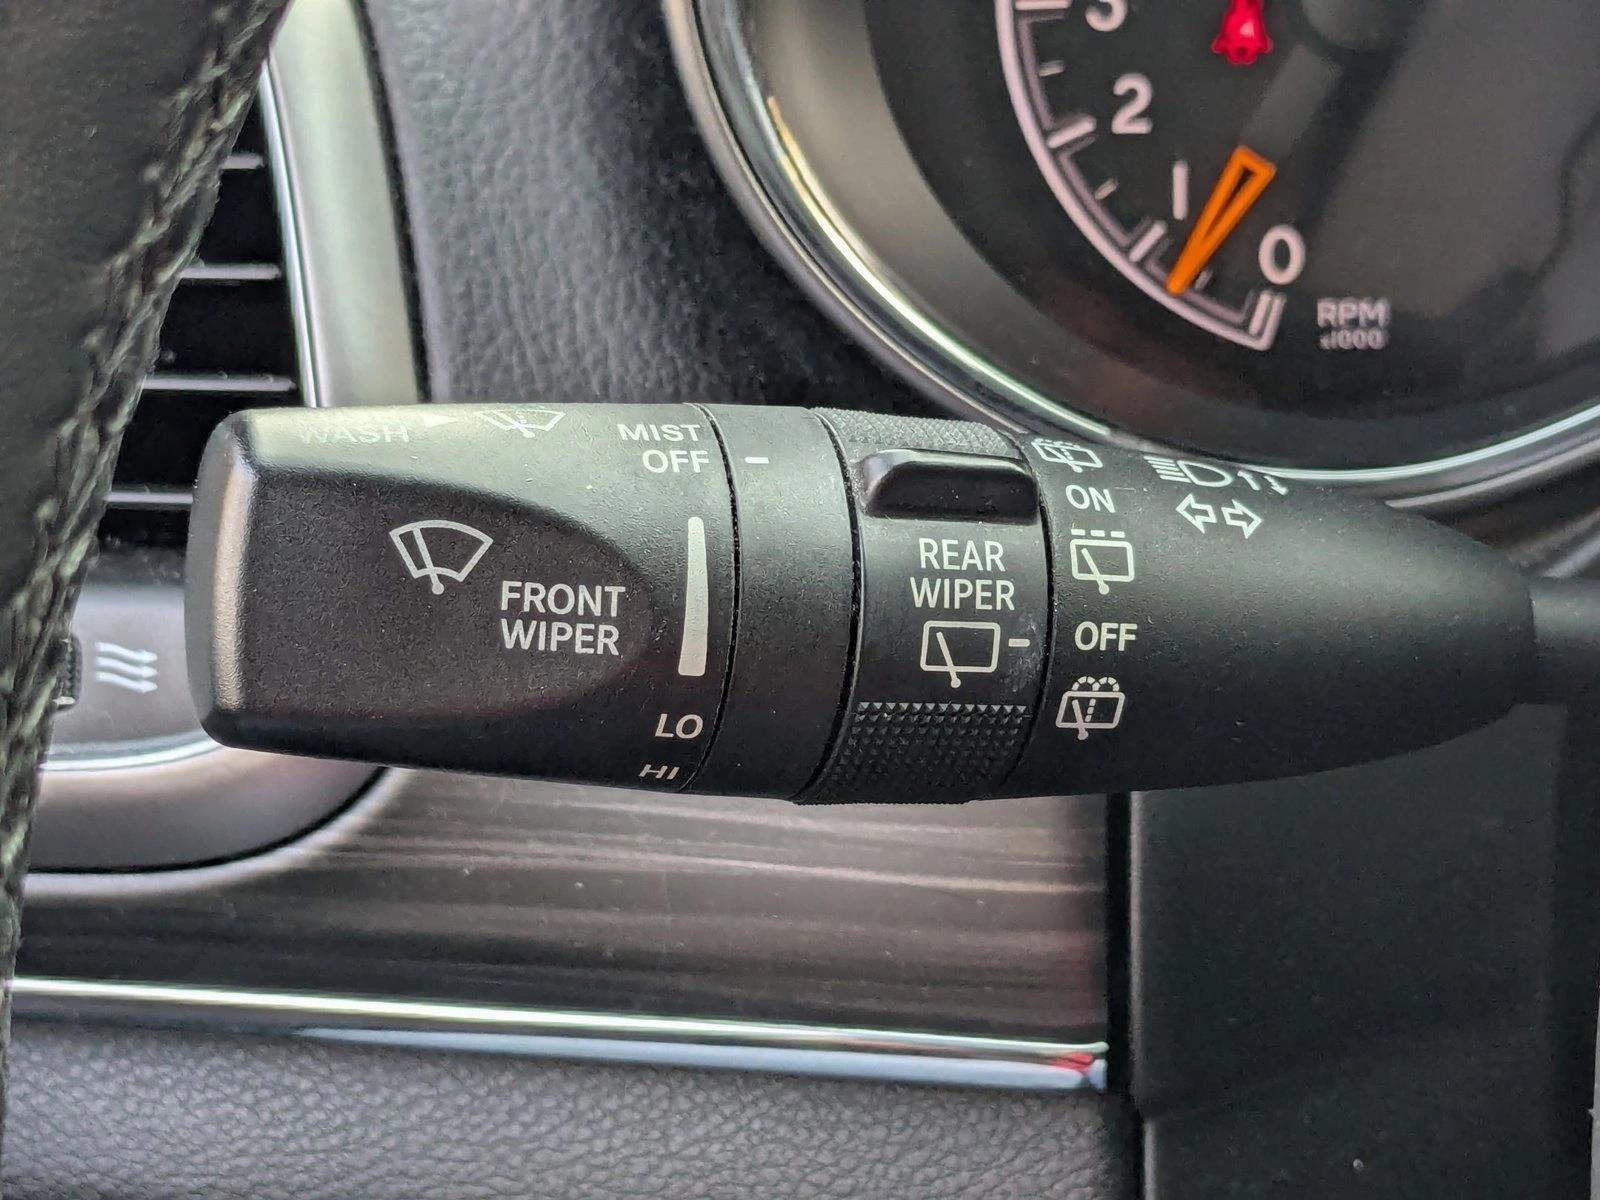 3
2
1
0
RPM
x1000
WASH
MIST
OFF
FRONT
WIPER
LO
HI
REAR
WIPER
ON
OFF